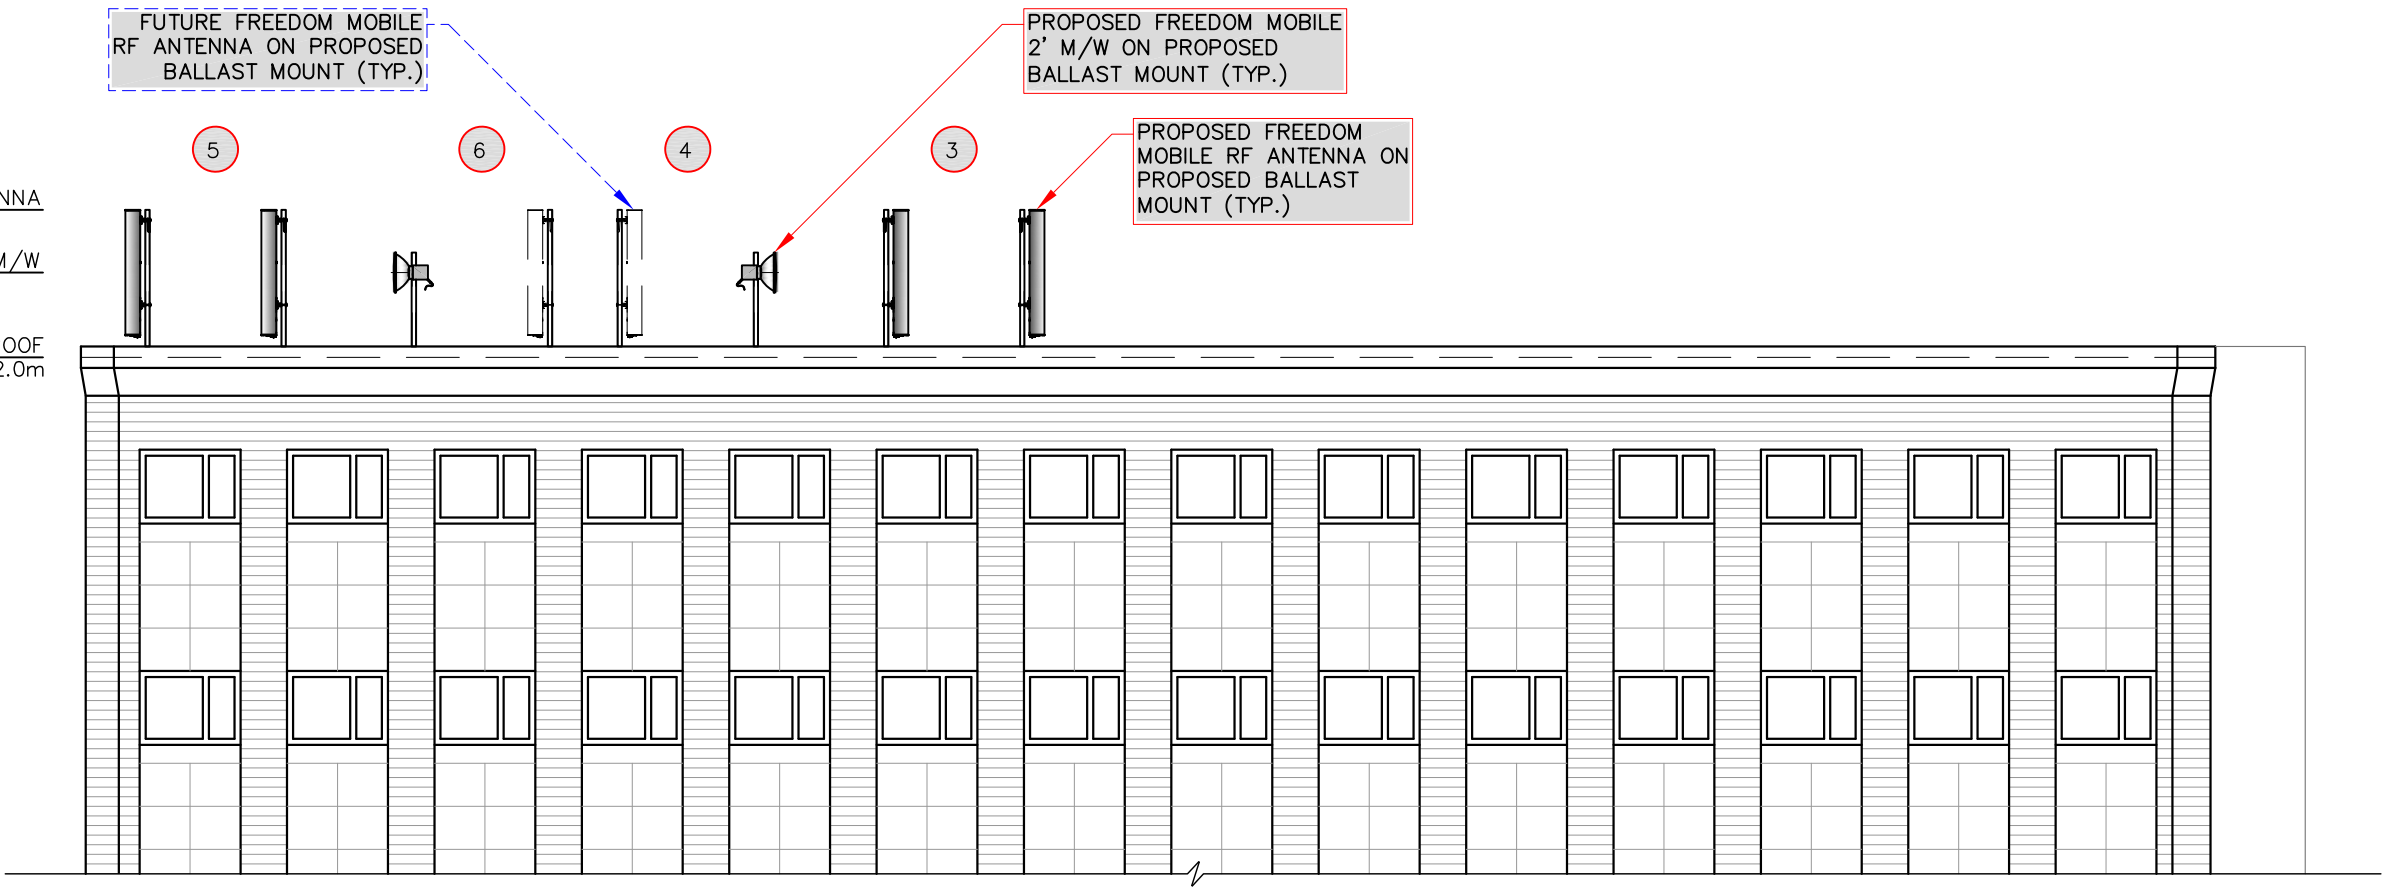 FUTURE FREEDOM MOBILE
RF ANTENNA ON PROPOSED
BALLAST MOUNT (TYP.)
PROPOSED FREEDOM MOBILE
2' M/W ON PROPOSED
BALLAST MOUNT (TYP.)
PROPOSED FREEDOM
MOBILE RF ANTENNA ON
PROPOSED BALLAST
MOUNT (TYP.)
5
6
4
3
NNA
M/W
OOF
2.0m